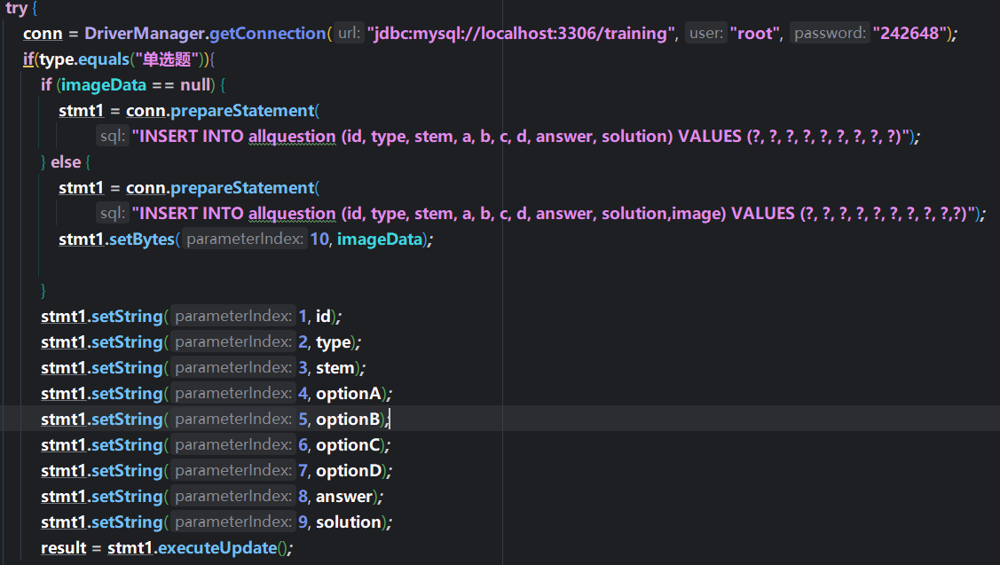 try {
conn = DriverManager.getConnection( url: "jdbc:mysql://localhost:3306/training", user: "root", password: "242648");
if(type.equals("单选题")){
if (imageData == null) {
stmt1 = conn.prepareStatement(
sql: "INSERT INTO allquestion (id, type, stem, a, b, c, d, answer, solution) VALUES (?, ?, ?, ?, ?, ?, ?, ?, ?)");
} else {
stmt1 = conn.prepareStatement(
sql: "INSERT INTO allquestion (id, type, stem, a, b, c, d, answer, solution,image) VALUES (?, ?, ?, ?, ?, ?, ?, ?, ?,?)");
stmt1.setBytes( parameterIndex: 10, imageData);
}
stmt1.setString( parameterIndex: 1, id);
stmt1.setString( parameterIndex: 2, type);
stmt1.setString( parameterIndex: 3, stem);
stmt1.setString( parameterIndex: 4, optionA);
stmt1.setString( parameterIndex: 5, optionB);
stmt1.setString( parameterIndex: 6, optionC);
stmt1.setString( parameterIndex: 7, optionD);
stmt1.setString( parameterIndex: 8, answer);
stmt1.setString( parameterIndex: 9, solution);
result = stmt1.executeUpdate();